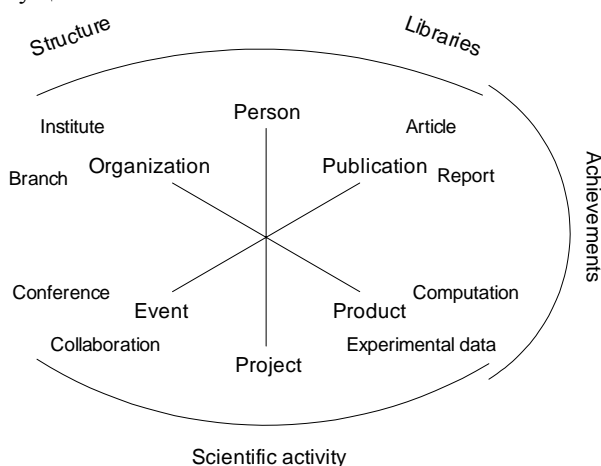 Structure
Libraries
Person
Institute
Article
Organization
Publication
Branch
Report
Achievements
Conference
Computation
Event
Product
Collaboration
Experimental data
Project
Scientific activity